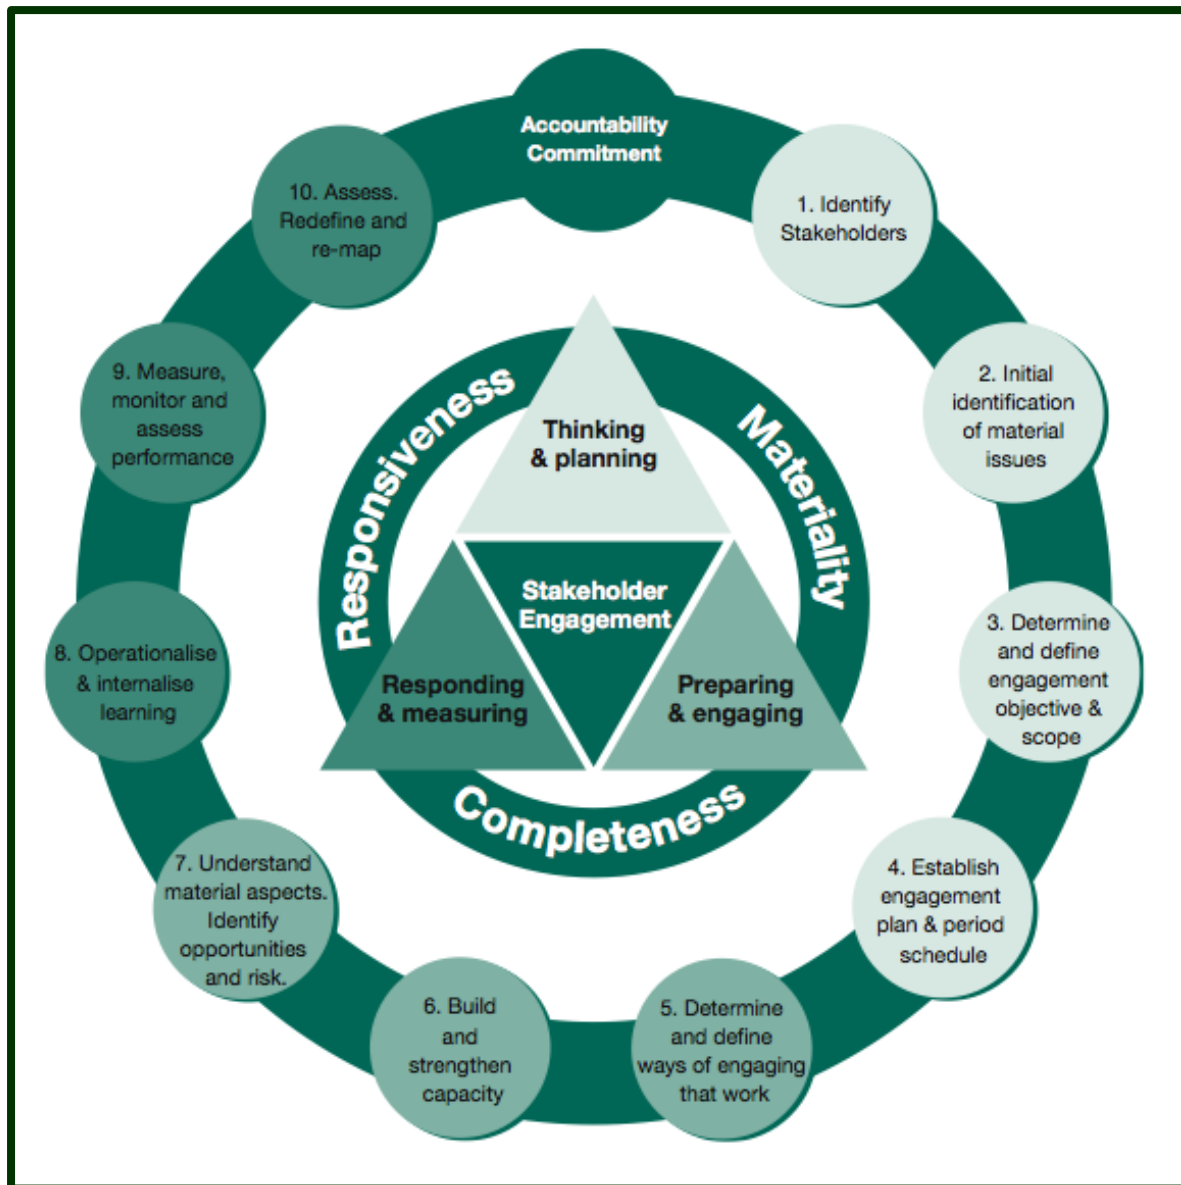 Accountability
Commitment
1. Identify
Stakeholders
2. Initial
identification
of material
issues
3. Determine
and define
engagement
objective &
scope
4. Establish
engagement
plan & period
schedule
5. Determine
and define
ways of engaging
that work
6. Build
and
strengthen
capacity
7. Understand
material aspects.
Identify
opportunities
and risk.
8. Operationalise
& internalise
learning
9. Measure,
monitor and
assess
performance
10. Assess.
Redefine and
re-map
Responsiveness
Materiality
Completeness
Thinking
& planning
Stakeholder
Engagement
Responding
& measuring
Preparing
& engaging